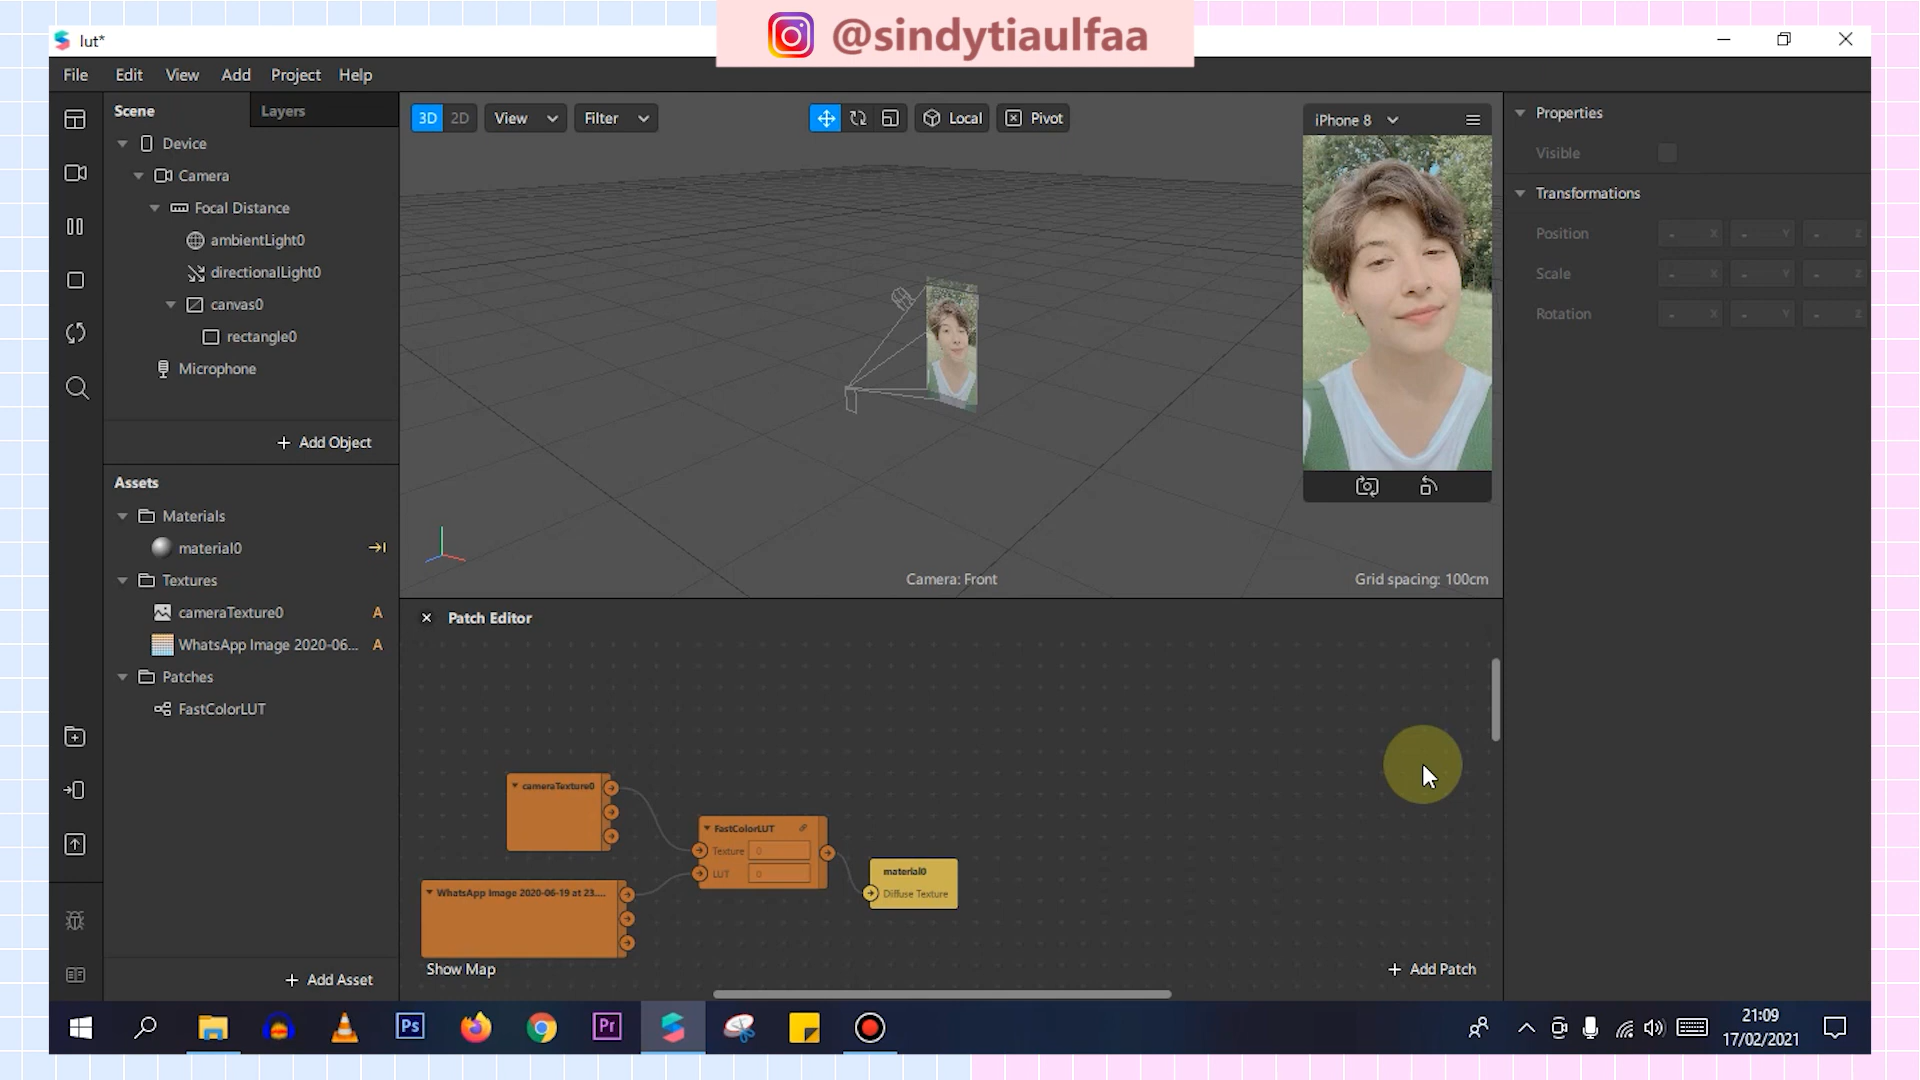 @sindytiaulfaa
lut*
File Edit View Add Project Help
Scene
Layers
Device
Camera
Focal Distance
ambientLight0
directionalLight0
canvas0
rectangle0
Microphone
+ Add Object
Assets
Materials
material0
Textures
cameraTexture0 A
WhatsApp Image 2020-06... A
Patches
FastColorLUT
+ Add Asset
3D 2D View Filter Local Pivot
iPhone 8
Camera: Front
Grid spacing: 100cm
Patch Editor
cameraTexture0
WhatsApp Image 2020-06-19 at 23....
FastColorLUT
Texture 0
LUT 0
material0
Diffuse Texture
Show Map
+ Add Patch
Properties
Visible
Transformations
Position - X - Y - Z
Scale - X - Y - Z
Rotation - X - Y - Z
Ps
Pr
21:09
17/02/2021